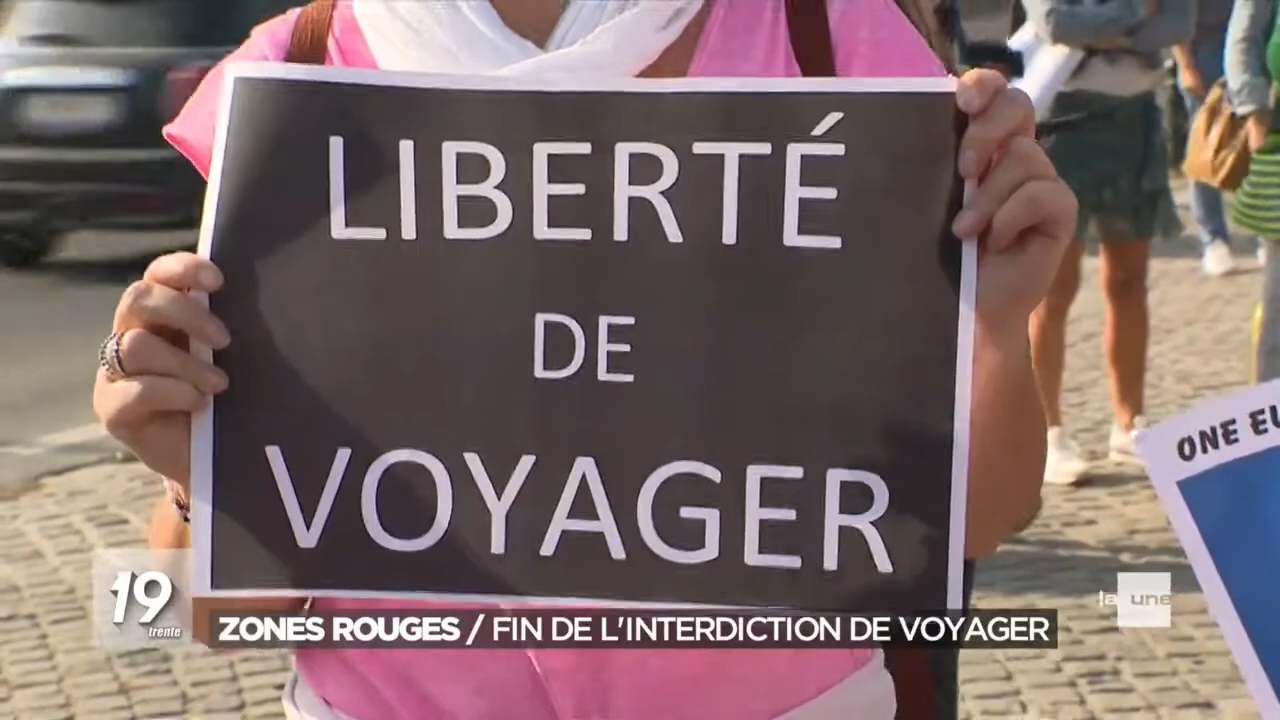 LIBERTÉ
DE
VOYAGER
ONE EU
19
trente
la une
ZONES ROUGES / FIN DE L'INTERDICTION DE VOYAGER